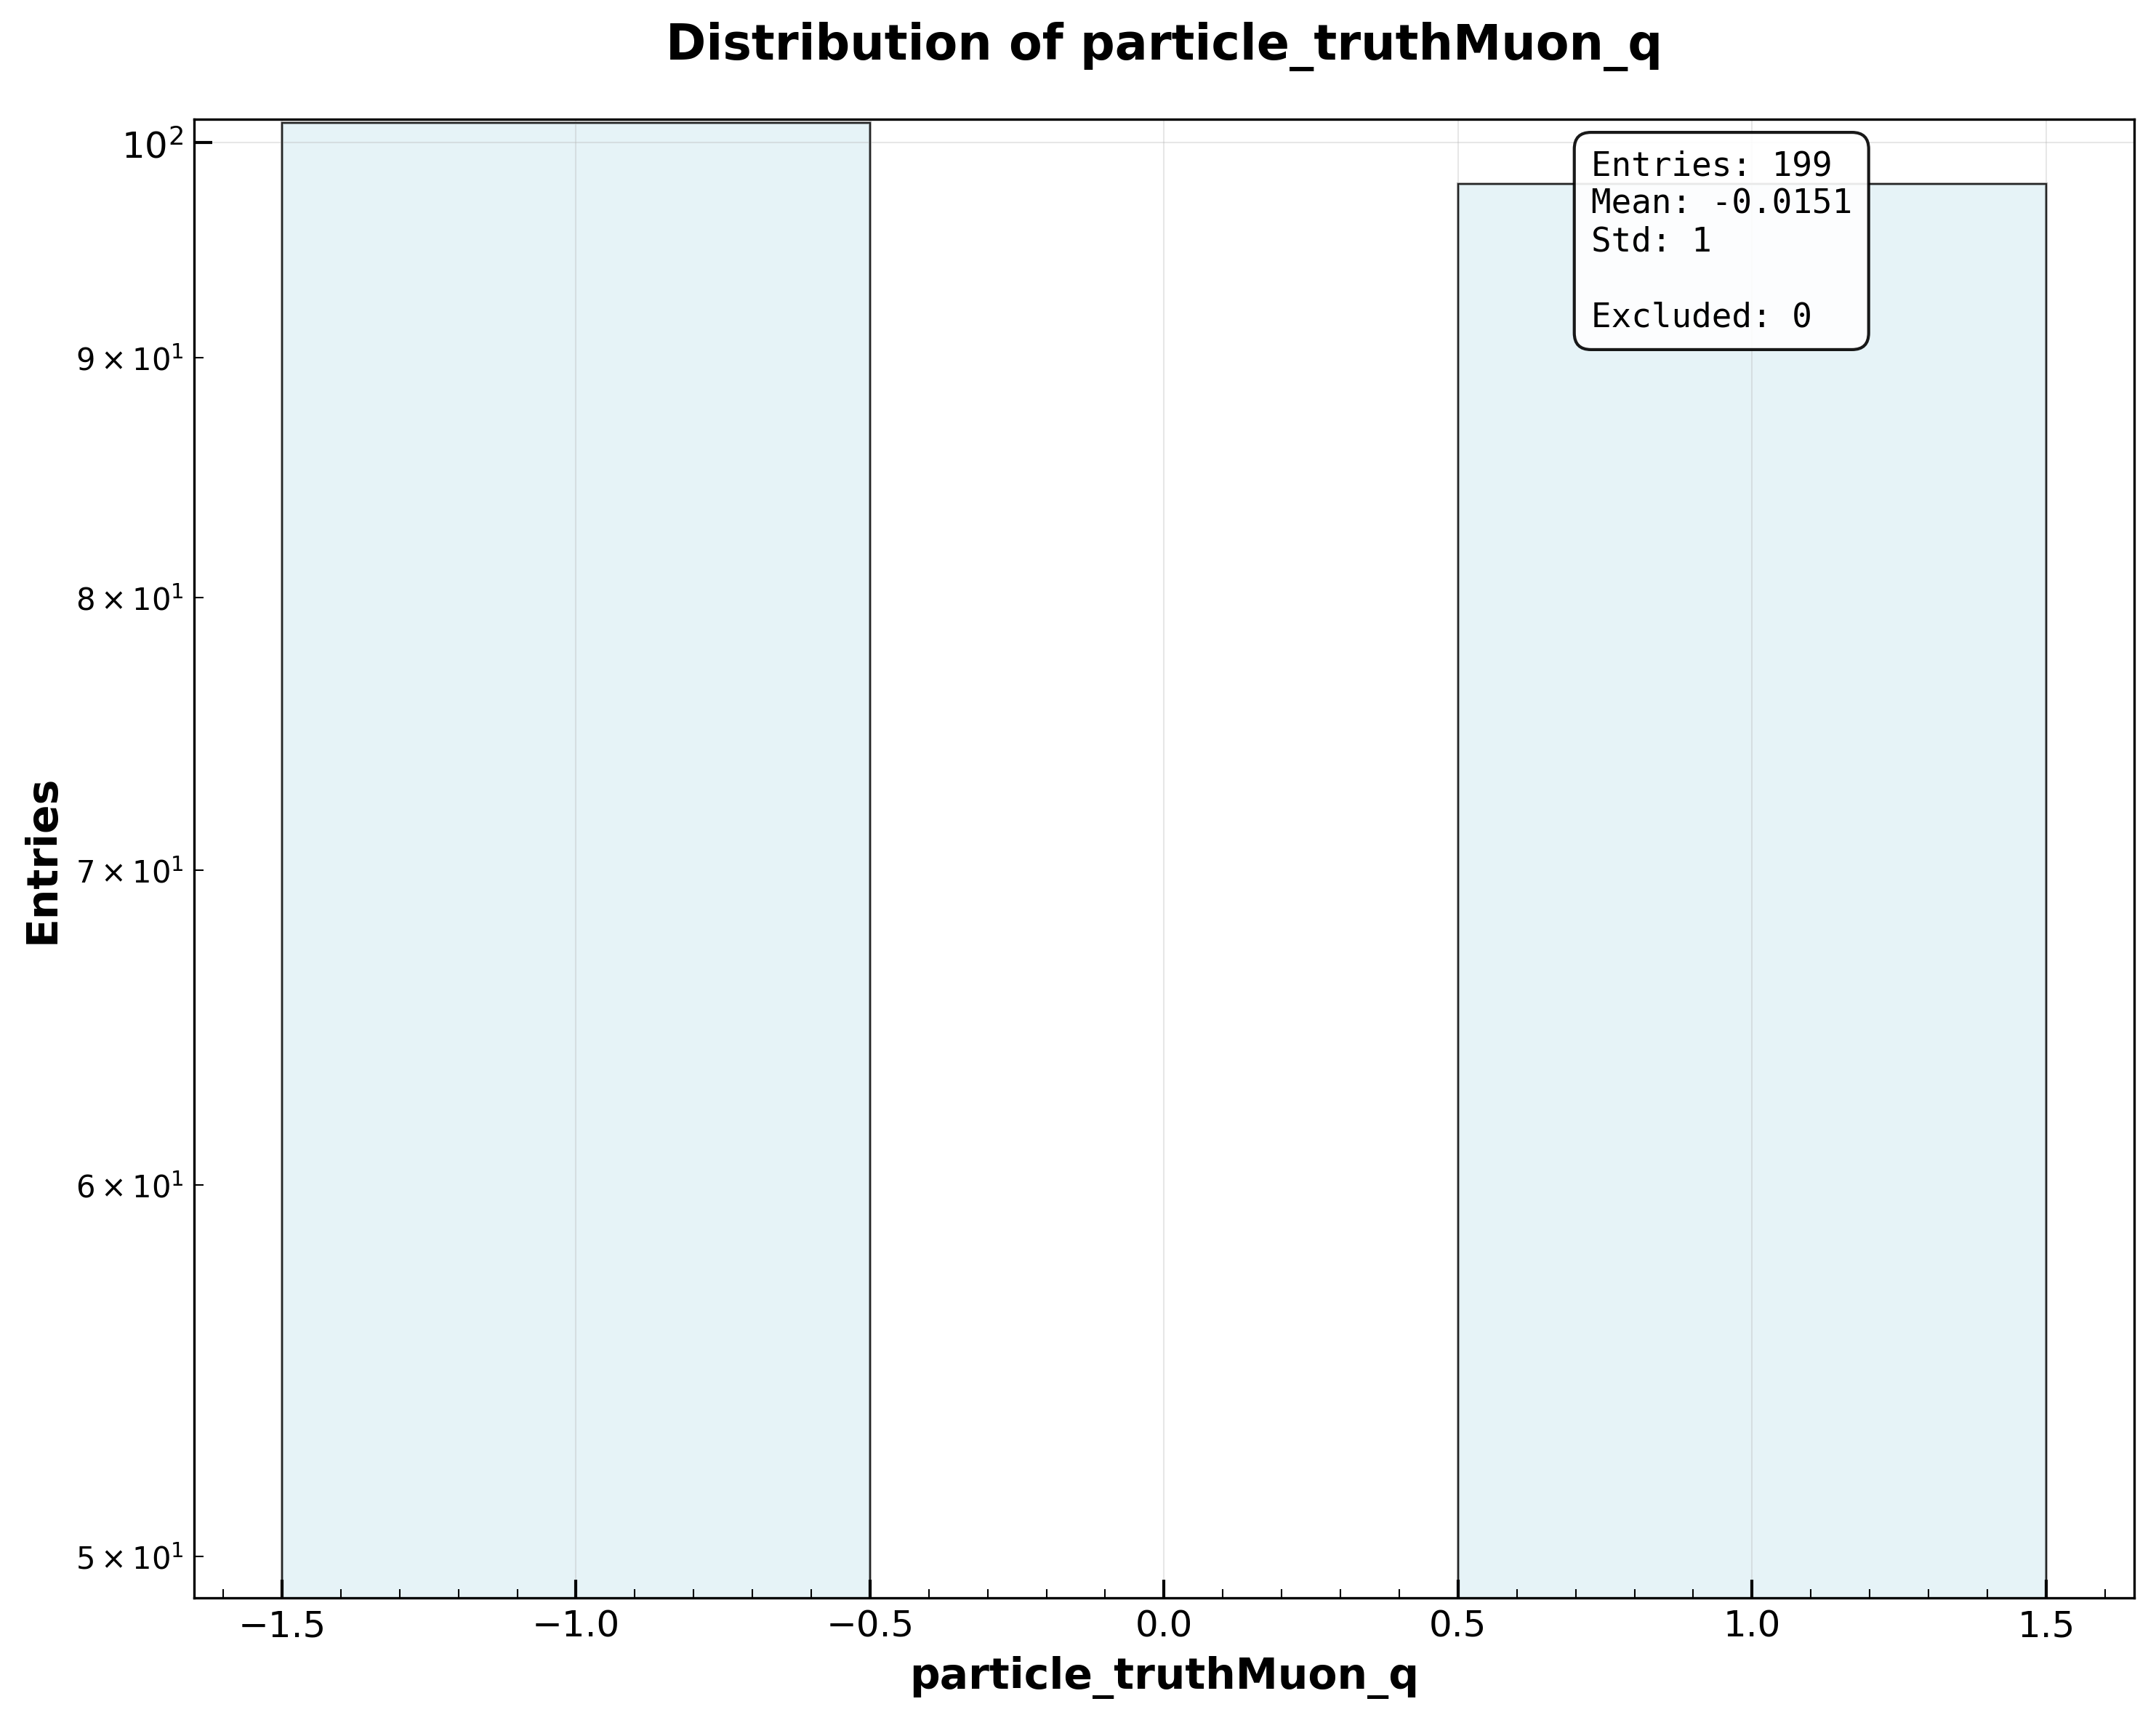 Distribution of particle_truthMuon_q
Entries: 199
Mean: -0.0151
Std: 1
Excluded: 0
10²
9×10¹
8×10¹
7×10¹
6×10¹
5×10¹
Entries
−1.5 −1.0 −0.5 0.0 0.5 1.0 1.5
particle_truthMuon_q